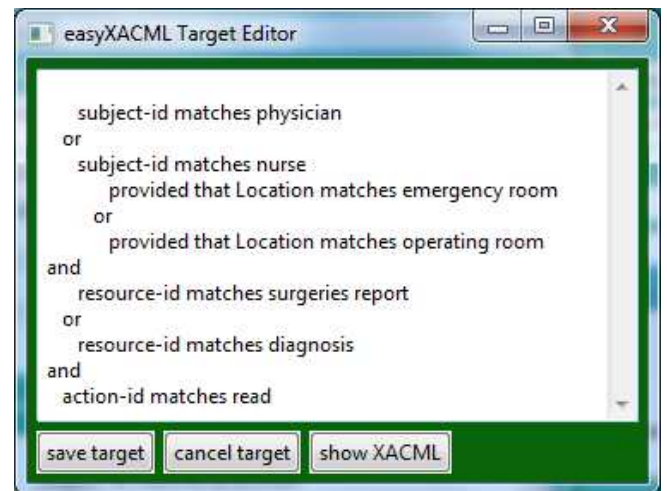 easyXACML Target Editor
subject-id matches physician
or
subject-id matches nurse
provided that Location matches emergency room
or
provided that Location matches operating room
and
resource-id matches surgeries report
or
resource-id matches diagnosis
and
action-id matches read
save target cancel target show XACML